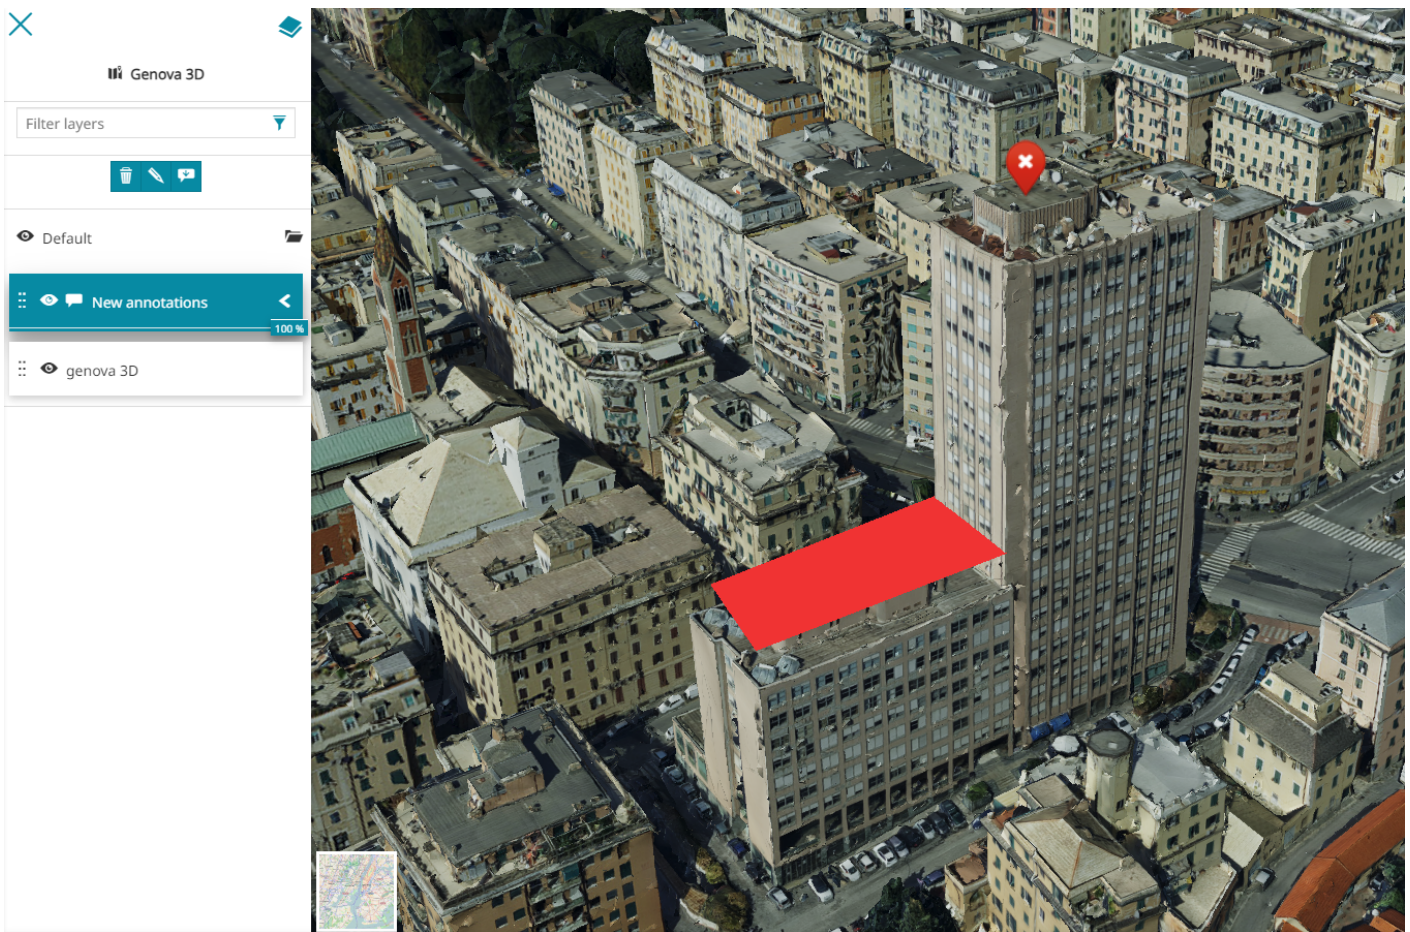 Genova 3D
Filter layers
Default
New annotations
100 %
genova 3D